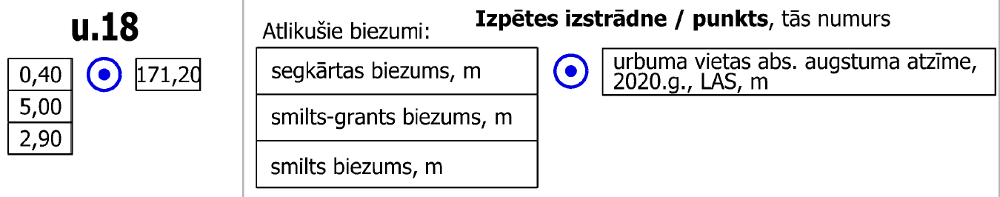 u.18
0,40
171,20
5,00
2,90
Izpētes izstrādne / punkts, tās numurs
Atlikušie biezumi:
segkārtas biezums, m
smilts-grants biezums, m
smilts biezums, m
urbuma vietas abs. augstuma atzīme,
2020.g., LAS, m